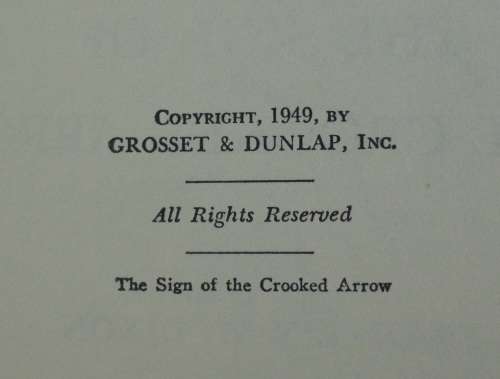 COPYRIGHT, 1949, BY
GROSSET & DUNLAP, INC.
All Rights Reserved
The Sign of the Crooked Arrow